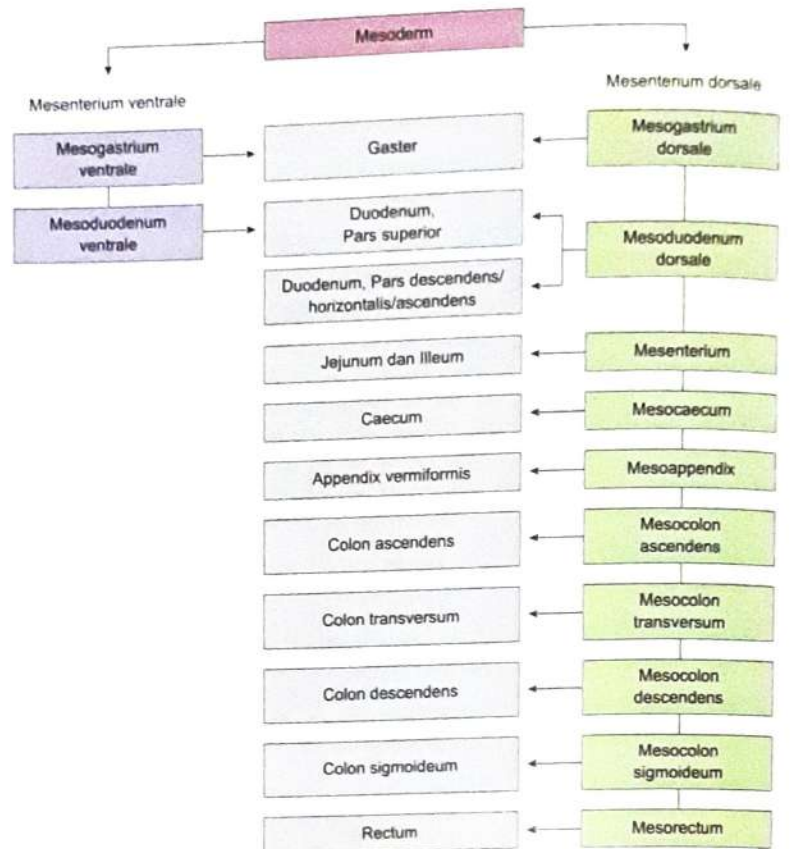 Mesoderm
Mesenterium ventrale
Mesenterium dorsale
Mesogastrium
ventrale
Gaster
Mesogastrium
dorsale
Mesoduodenum
ventrale
Duodenum,
Pars superior
Mesoduodenum
dorsale
Duodenum, Pars descendens/
horizontalis/ascendens
Jejunum dan Illeum
Mesenterium
Caecum
Mesocaecum
Appendix vermiformis
Mesoappendix
Colon ascendens
Mesocolon
ascendens
Colon transversum
Mesocolon
transversum
Colon descendens
Mesocolon
descendens
Colon sigmoideum
Mesocolon
sigmoideum
Rectum
Mesorectum